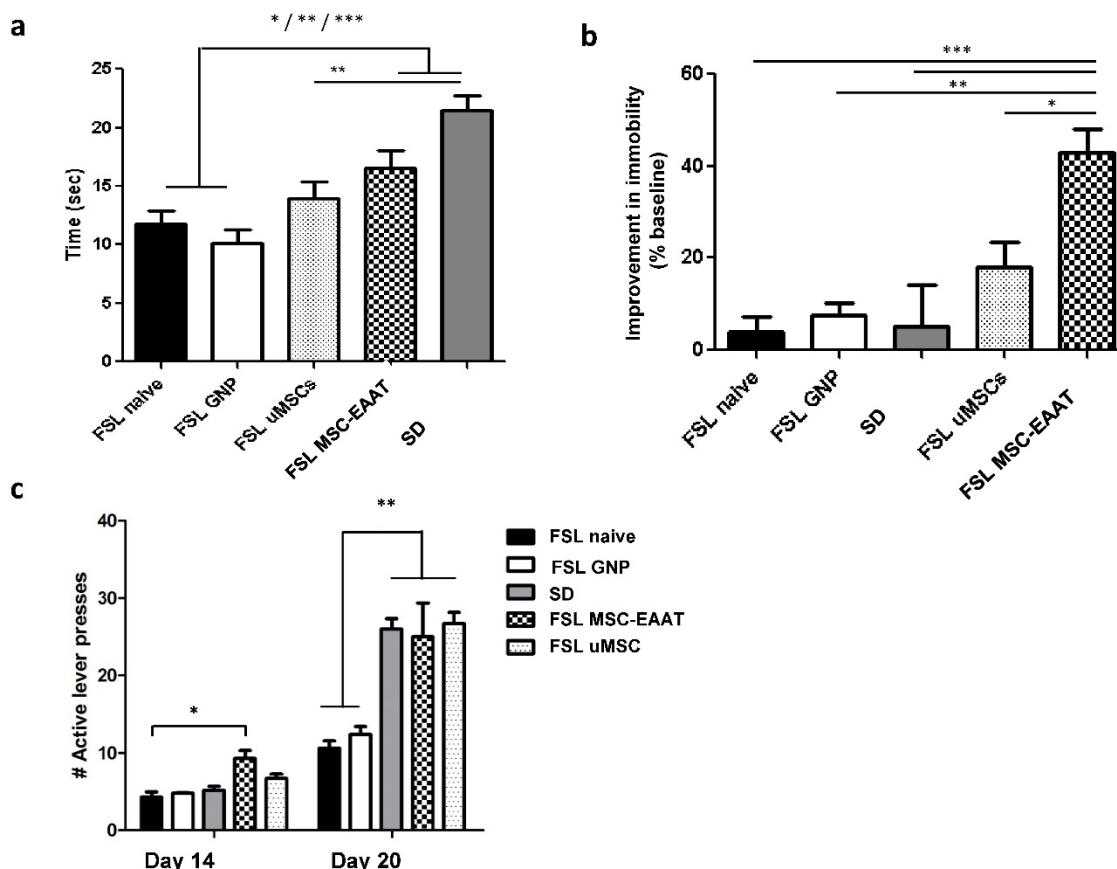 a
* / ** / ***
**
25
20
15
10
5
0
Time (sec)
FSL naive
FSL GNP
FSL uMSCs
FSL MSC-EAAT
SD
b
***
**
*
60
40
20
0
Improvement in immobility
(% baseline)
FSL naive
FSL GNP
SD
FSL uMSCs
FSL MSC-EAAT
c
**
*
40
30
20
10
0
# Active lever presses
Day 14
Day 20
FSL naive
FSL GNP
SD
FSL MSC-EAAT
FSL uMSC